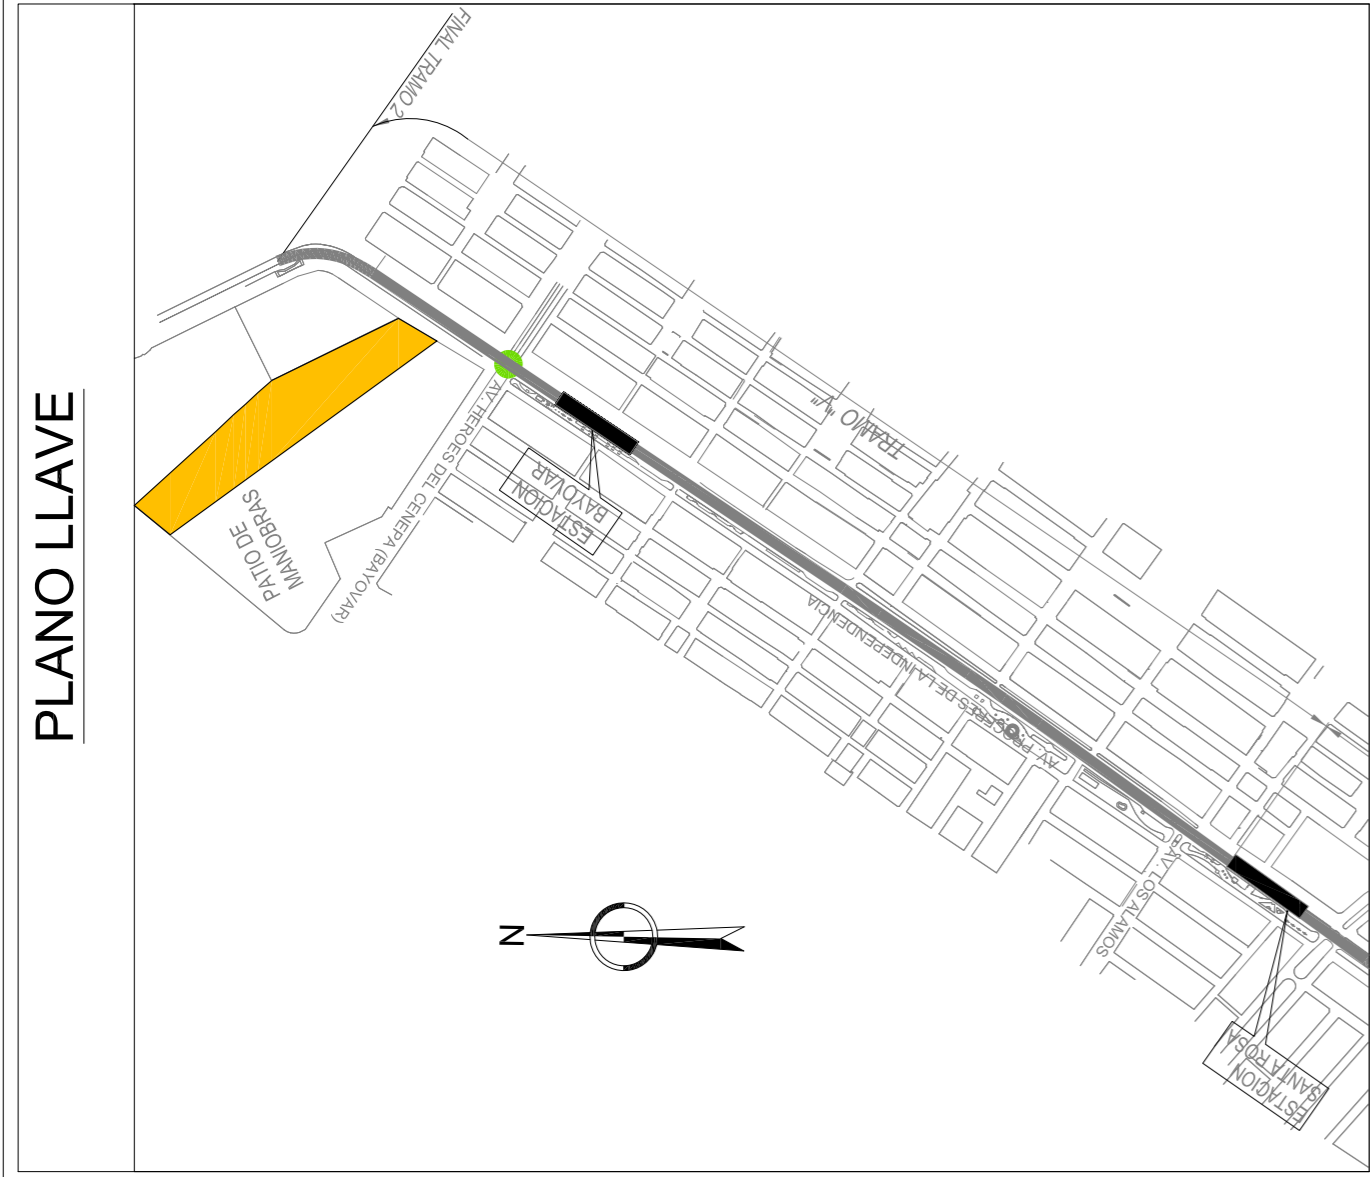 PLANO LLAVE
FINAL TRAMO 2
PATIO DE
MANIOBRAS
AV. HEROES DEL CENEPA (BAYOVAR)
ESTACION
BAYOVAR
TRAMO "A"
AV. PROCERES DE LA INDEPENDENCIA
AV. LOS ALAMOS
ESTACION
SANTA ROSA
N